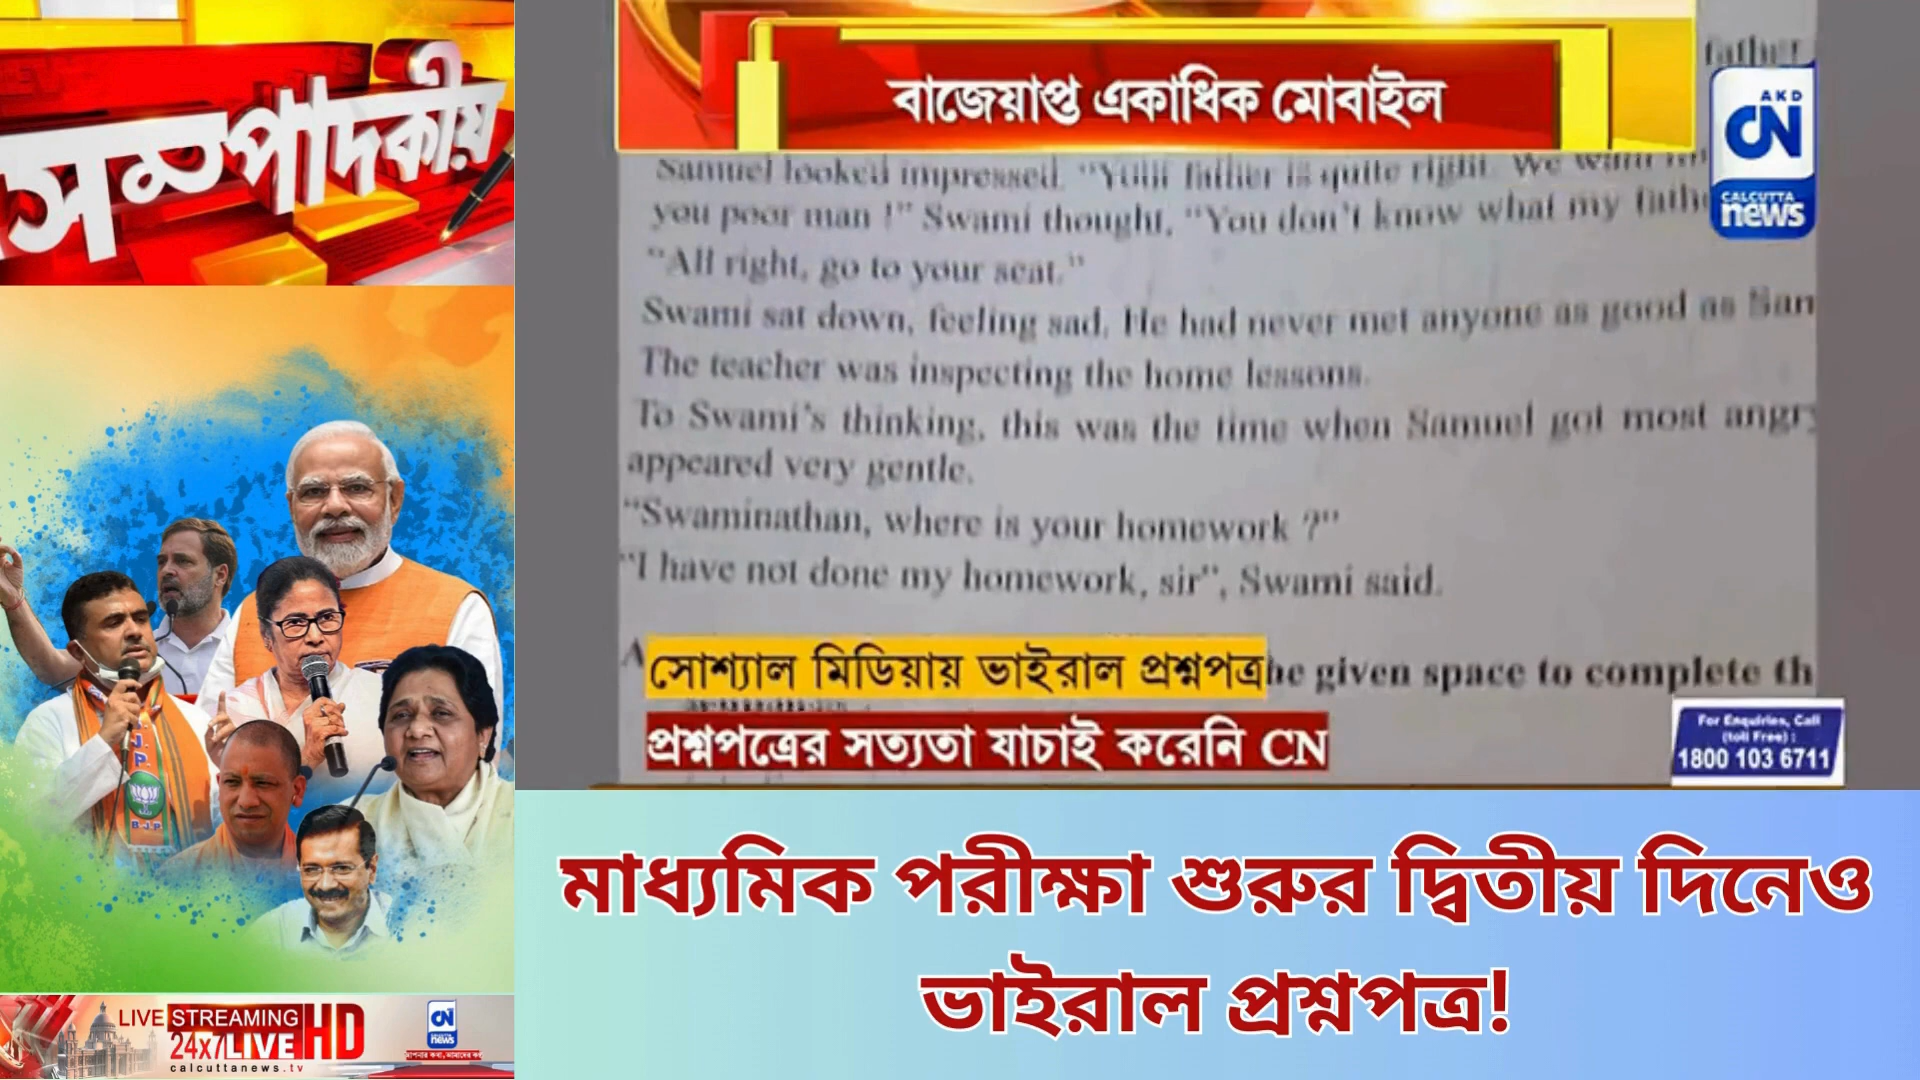 সম্পাদকীয়
J.P.
B.J.P
LIVE STREAMING
24x7 LIVE HD
calcuttanews.tv
CN
news
father
বাজেয়াপ্ত একাধিক মোবাইল
AKD
CN
CALCUTTA
news
Samuel looked impressed. “Your father is quite right. We want
you poor man !” Swami thought, “You don’t know what my fathe
“All right, go to your seat.”
Swami sat down, feeling sad. He had never met anyone as good as Sam
The teacher was inspecting the home lessons.
To Swami’s thinking, this was the time when Samuel got most angry
appeared very gentle.
“Swaminathan, where is your homework ?”
“I have not done my homework, sir”, Swami said.
A
সোশ্যাল মিডিয়ায় ভাইরাল প্রশ্নপত্র
he given space to complete th
প্রশ্নপত্রের সত্যতা যাচাই করেনি CN
For Enquiries, Call
(toll Free) :
1800 103 6711
মাধ্যমিক পরীক্ষা শুরুর দ্বিতীয় দিনেও
ভাইরাল প্রশ্নপত্র!